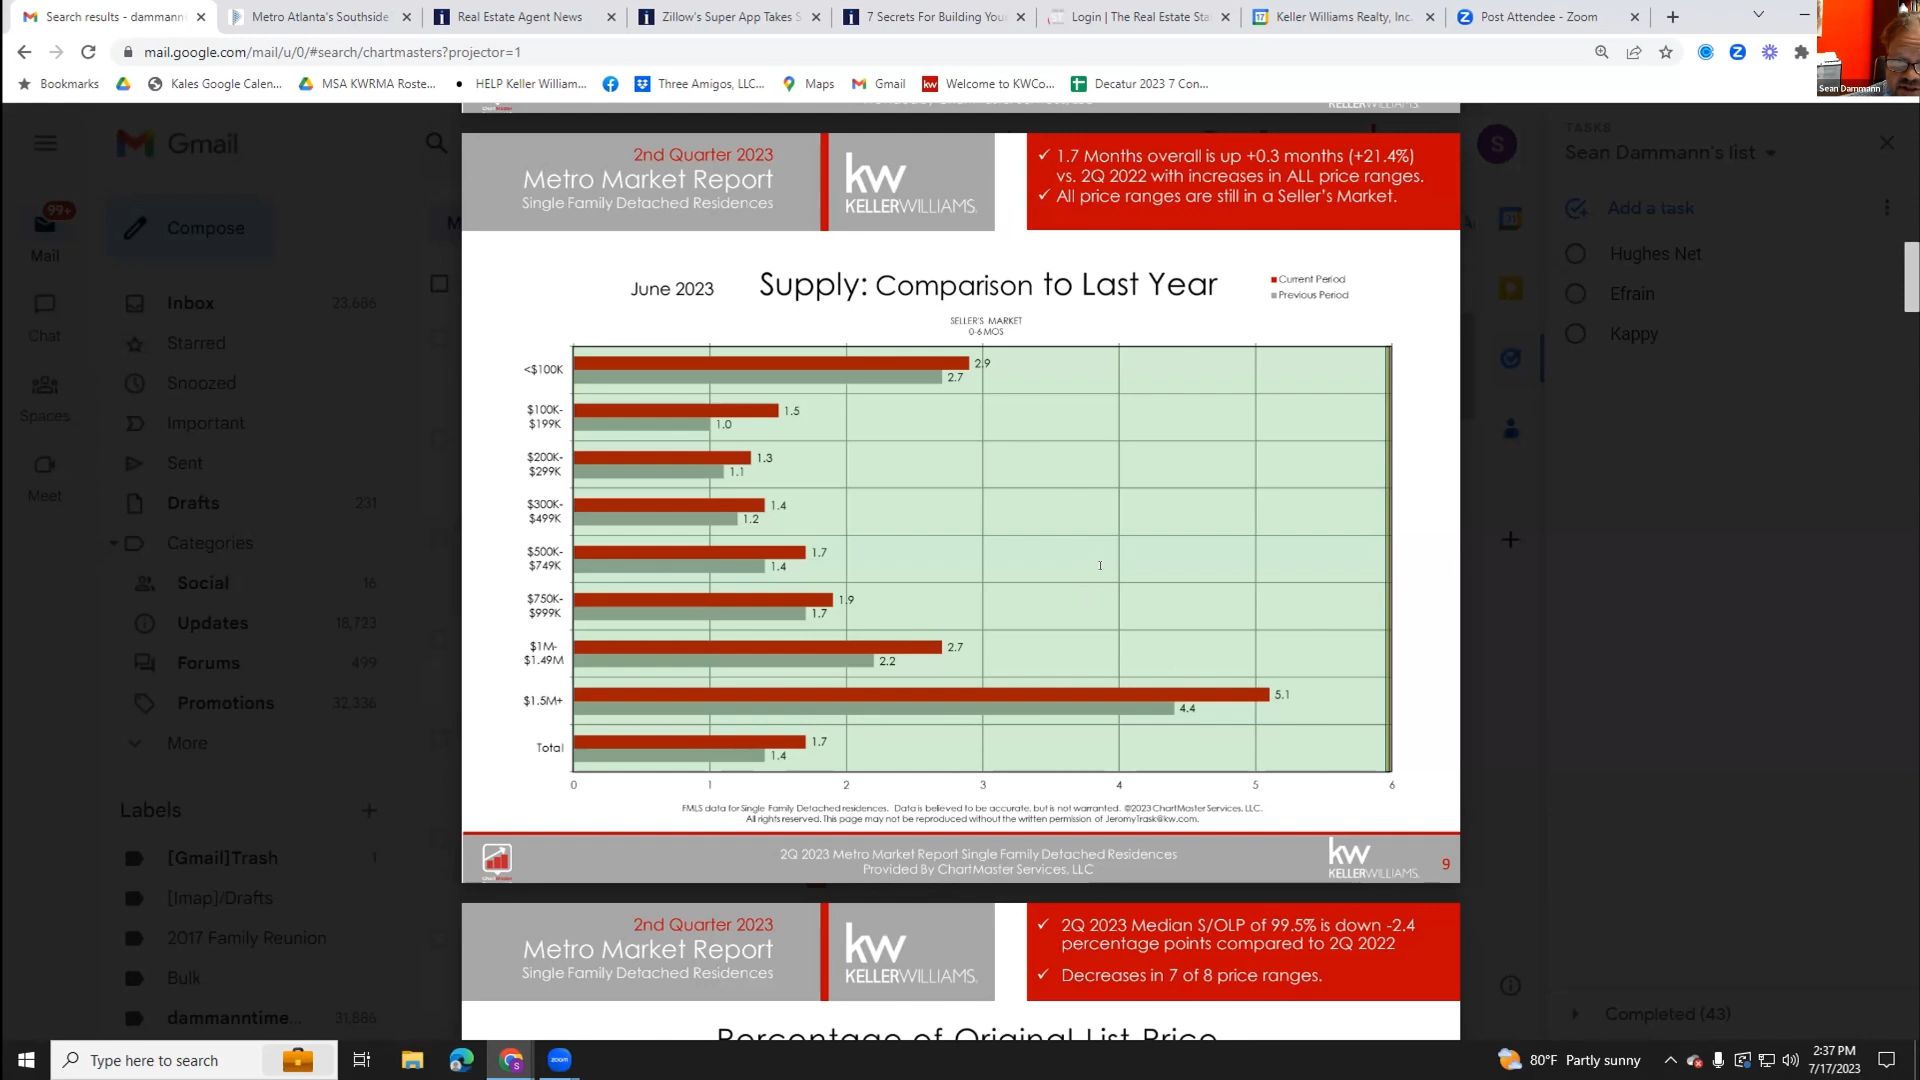 Search results - dammann
Metro Atlanta's Southside
Real Estate Agent News
Zillow's Super App Takes S
7 Secrets For Building You
Login | The Real Estate Sta
Keller Williams Realty, Inc.
Post Attendee - Zoom
mail.google.com/mail/u/0/#search/chartmasters?projector=1
Sean Dammann
Bookmarks
Kales Google Calen...
MSA KWRMA Roste...
HELP Keller William...
Three Amigos, LLC...
Maps
Gmail
Welcome to KWCo...
Decatur 2023 7 Con...
Gmail
99+
Mail
Chat
Spaces
Meet
Compose
Inbox 23,686
Starred
Snoozed
Important
Sent
Drafts 231
Categories
Social 16
Updates 18,723
Forums 499
Promotions 32,336
More
Labels
[Gmail]Trash 1
[Imap]/Drafts
2017 Family Reunion
Bulk
dammanntime... 31,886
KELLERWILLIAMS.
2nd Quarter 2023
Metro Market Report
Single Family Detached Residences
kw
KELLERWILLIAMS.
✓ 1.7 Months overall is up +0.3 months (+21.4%)
vs. 2Q 2022 with increases in ALL price ranges.
✓ All price ranges are still in a Seller's Market.
June 2023
Supply: Comparison to Last Year
Current Period
Previous Period
SELLER'S MARKET
0-6 MOS
<$100K
2.9
2.7
$100K-
$199K
1.5
1.0
$200K-
$299K
1.3
1.1
$300K-
$499K
1.4
1.2
$500K-
$749K
1.7
1.4
$750K-
$999K
1.9
1.7
$1M-
$1.49M
2.7
2.2
$1.5M+
5.1
4.4
Total
1.7
1.4
0 1 2 3 4 5 6
FMLS data for Single Family Detached residences. Data is believed to be accurate, but is not warranted. ©2023 ChartMaster Services, LLC.
All rights reserved. This page may not be reproduced without the written permission of JeromyTrask@kw.com.
2Q 2023 Metro Market Report Single Family Detached Residences
Provided By ChartMaster Services, LLC
kw
KELLERWILLIAMS.
9
2nd Quarter 2023
Metro Market Report
Single Family Detached Residences
kw
KELLERWILLIAMS.
✓ 2Q 2023 Median S/OLP of 99.5% is down -2.4
percentage points compared to 2Q 2022
✓ Decreases in 7 of 8 price ranges.
Percentage of Original List Price
S
TASKS
Sean Dammann's list
Add a task
Hughes Net
Efrain
Kappy
Completed (43)
Type here to search
zoom
80°F Partly sunny
2:37 PM
7/17/2023